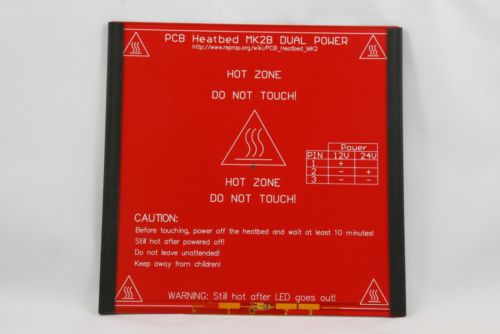 PCB Heatbed MK2B DUAL POWER
http://www.reprap.org/wiki/PCB_Heatbed_MK2
HOT ZONE
DO NOT TOUCH!
Power
PIN 12V 24V
1 +
2 - +
3 - -
HOT ZONE
DO NOT TOUCH!
CAUTION:
Before touching, power off the heatbed and wait at least 10 minutes!
Still hot after powered off!
Do not leave unattended!
Keep away from children!
WARNING: Still hot after LED goes out!